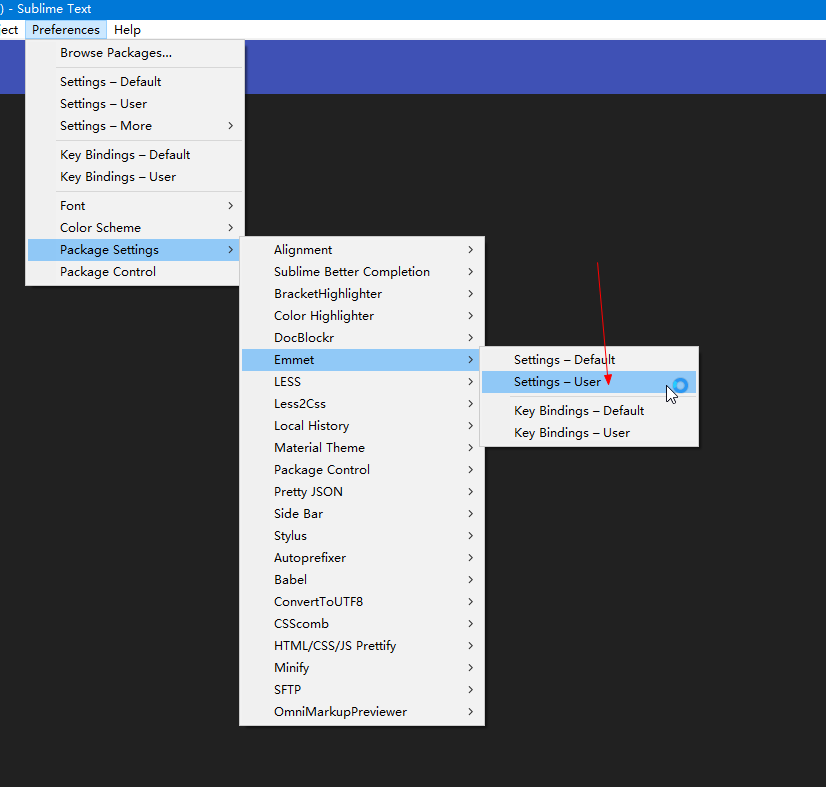 ) - Sublime Text
ect Preferences Help
Browse Packages...
Settings – Default
Settings – User
Settings – More
Key Bindings – Default
Key Bindings – User
Font
Color Scheme
Package Settings
Package Control
Alignment
Sublime Better Completion
BracketHighlighter
Color Highlighter
DocBlockr
Emmet
LESS
Less2Css
Local History
Material Theme
Package Control
Pretty JSON
Side Bar
Stylus
Autoprefixer
Babel
ConvertToUTF8
CSScomb
HTML/CSS/JS Prettify
Minify
SFTP
OmniMarkupPreviewer
Settings – Default
Settings – User
Key Bindings – Default
Key Bindings – User